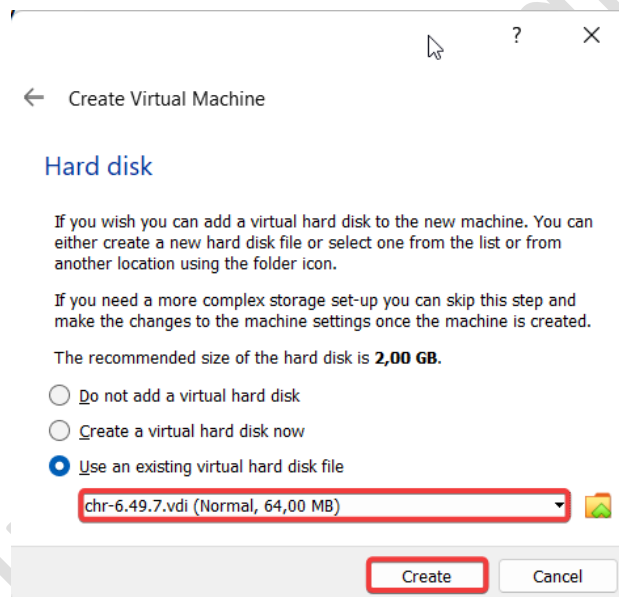 ?
Create Virtual Machine
Hard disk
If you wish you can add a virtual hard disk to the new machine. You can
either create a new hard disk file or select one from the list or from
another location using the folder icon.
If you need a more complex storage set-up you can skip this step and
make the changes to the machine settings once the machine is created.
The recommended size of the hard disk is 2,00 GB.
Do not add a virtual hard disk
Create a virtual hard disk now
Use an existing virtual hard disk file
chr-6.49.7.vdi (Normal, 64,00 MB)
Create Cancel